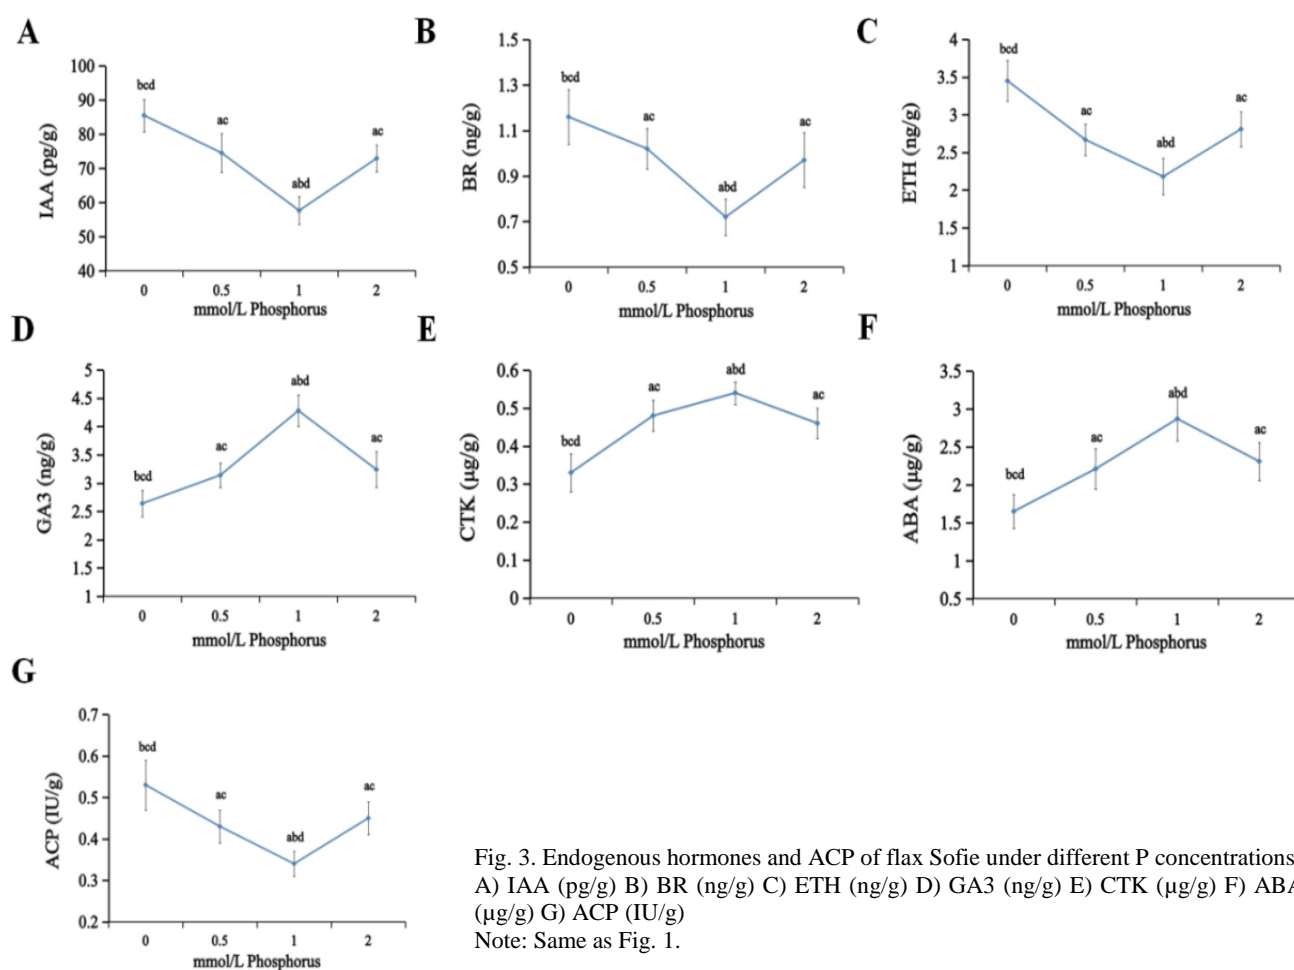 A
bcd
ac
abd
ac
IAA (pg/g)
100
90
80
70
60
50
40
0 0.5 1 2
mmol/L Phosphorus
B
bcd
ac
abd
ac
BR (ng/g)
1.5
1.3
1.1
0.9
0.7
0.5
0 0.5 1 2
mmol/L Phosphorus
C
bcd
ac
abd
ac
ETH (ng/g)
4
3.5
3
2.5
2
1.5
1
0 0.5 1 2
mmol/L Phosphorus
D
bcd
ac
abd
ac
GA3 (ng/g)
5
4.5
4
3.5
3
2.5
2
1.5
1
0 0.5 1 2
mmol/L Phosphorus
E
bcd
ac
abd
ac
CTK (µg/g)
0.6
0.5
0.4
0.3
0.2
0.1
0
0 0.5 1 2
mmol/L Phosphorus
F
bcd
ac
abd
ac
ABA (µg/g)
3.5
3
2.5
2
1.5
1
0.5
0 0.5 1 2
mmol/L Phosphorus
G
bcd
ac
abd
ac
ACP (IU/g)
0.7
0.6
0.5
0.4
0.3
0.2
0 0.5 1 2
mmol/L Phosphorus
Fig. 3. Endogenous hormones and ACP of flax Sofie under different P concentrations
A) IAA (pg/g) B) BR (ng/g) C) ETH (ng/g) D) GA3 (ng/g) E) CTK (µg/g) F) ABA
(µg/g) G) ACP (IU/g)
Note: Same as Fig. 1.